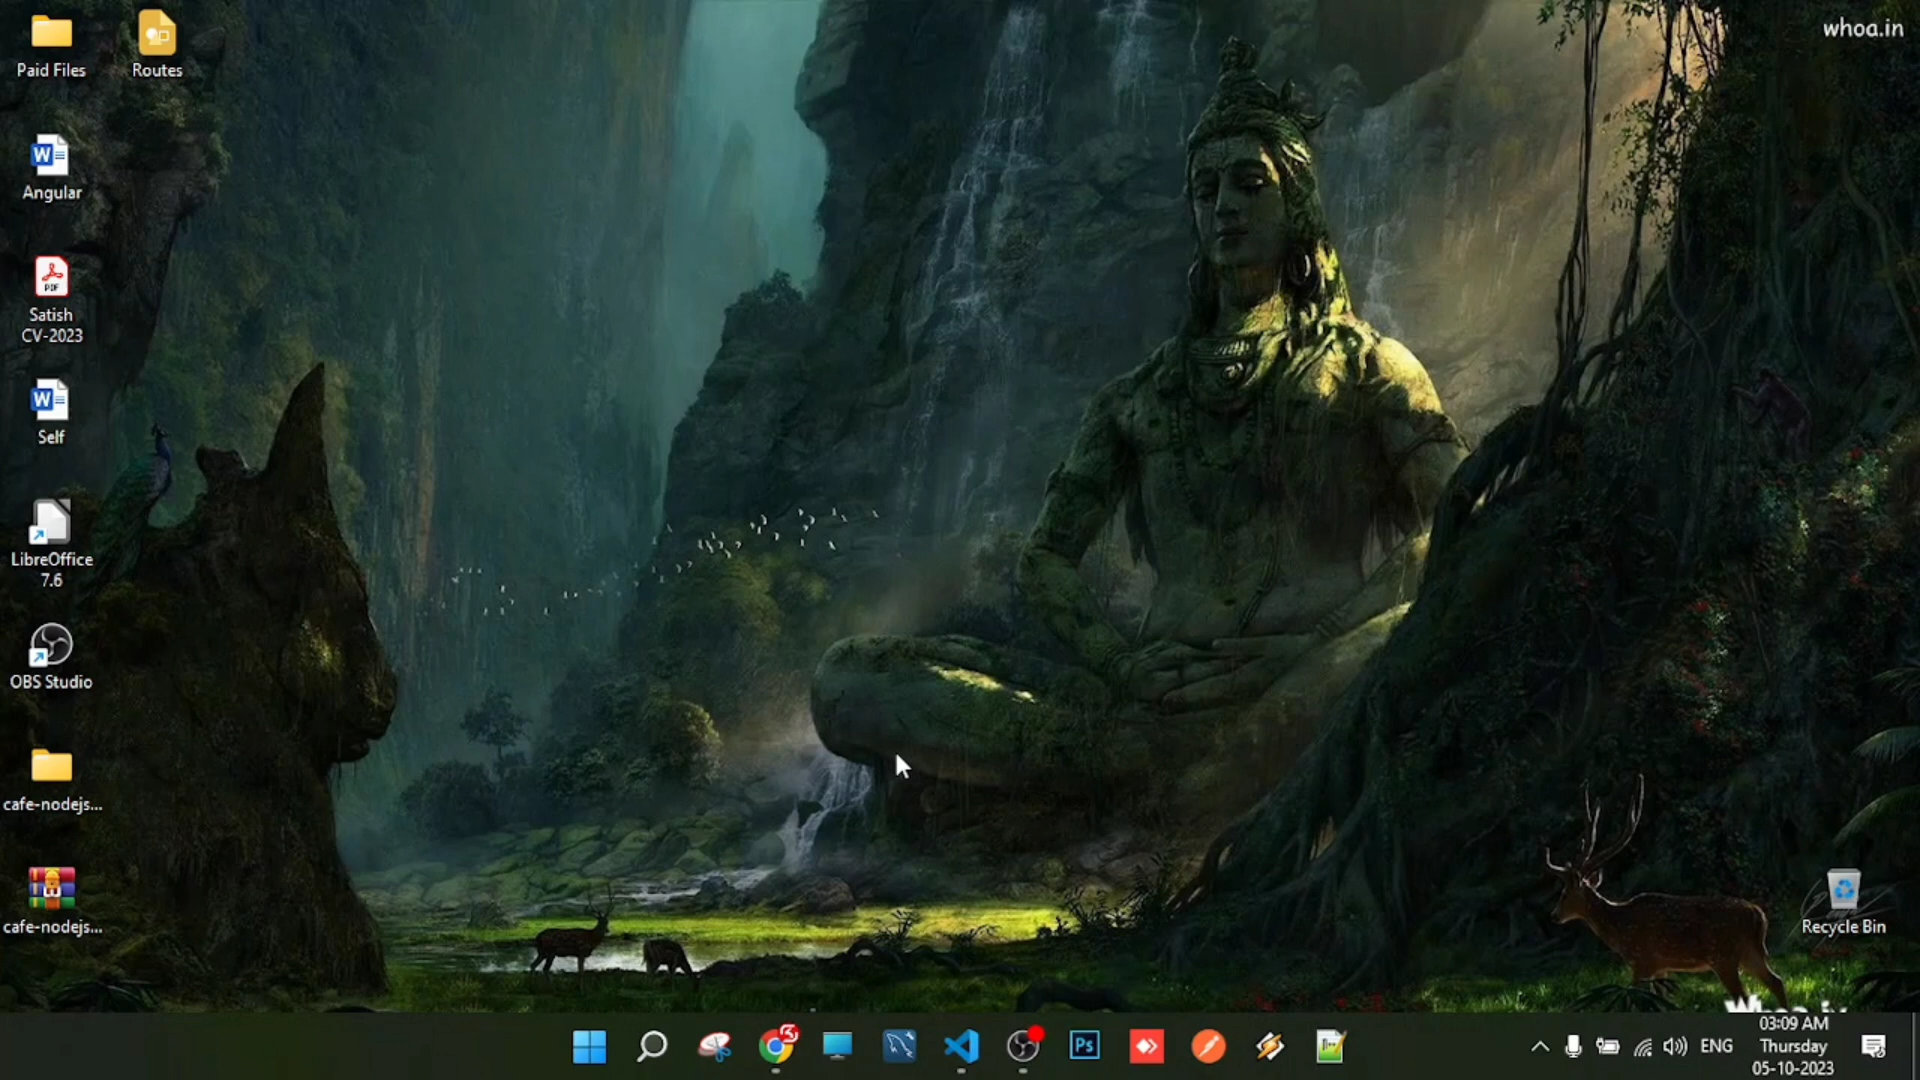 whoa.in
Paid Files
Routes
Angular
PDF
Satish
CV-2023
Self
LibreOffice
7.6
OBS Studio
cafe-nodejs...
cafe-nodejs...
Recycle Bin
Ps
ENG
03:09 AM
Thursday
05-10-2023